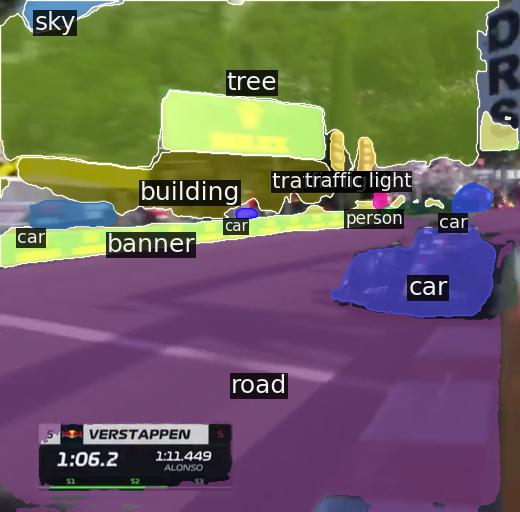 sky
DRS
tree
ROLEX
traffic light
building
person
car
car
car
banner
car
road
5 VERSTAPPEN S
1:06.2 1:11.449
ALONSO
S1 S2 S3